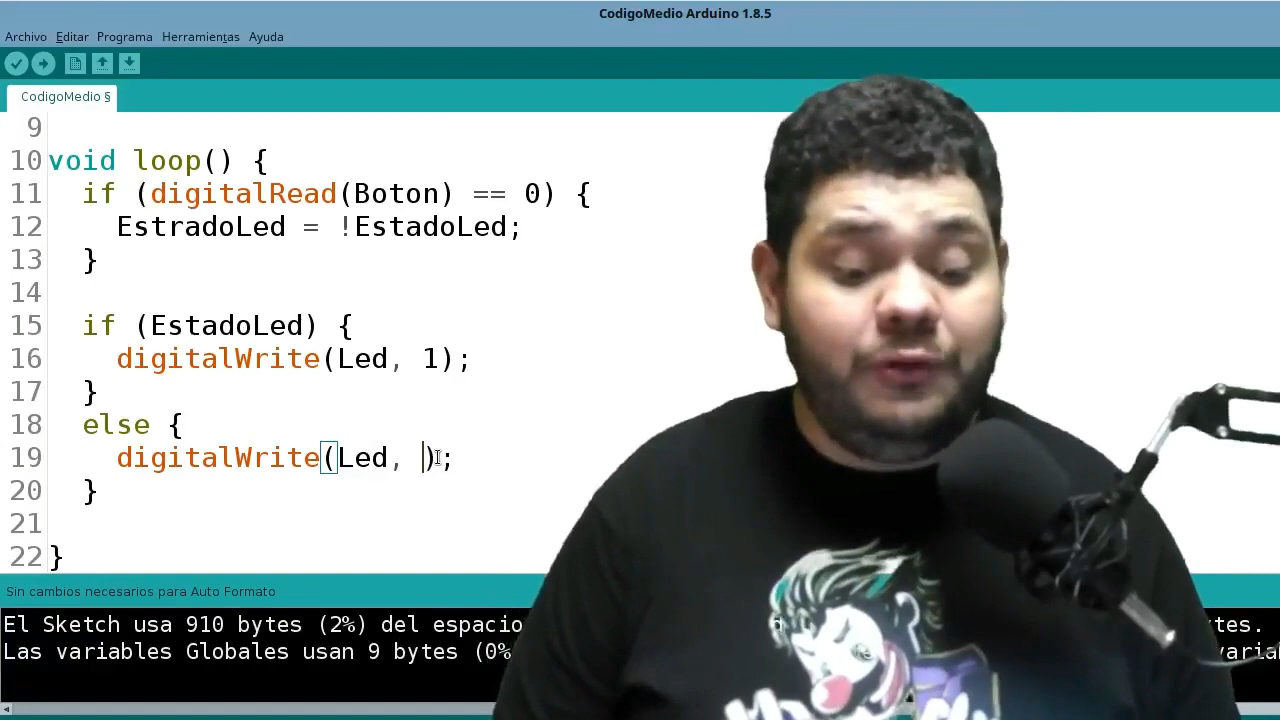 CodigoMedio Arduino 1.8.5
Archivo Editar Programa Herramientas Ayuda
CodigoMedio §
9
10 void loop() {
11 if (digitalRead(Boton) == 0) {
12 EstradoLed = !EstadoLed;
13 }
14
15 if (EstadoLed) {
16 digitalWrite(Led, 1);
17 }
18 else {
19 digitalWrite(Led, );
20 }
21
22 }
Sin cambios necesarios para Auto Formato
El Sketch usa 910 bytes (2%) del espacio tes.
Las variables Globales usan 9 bytes (0%